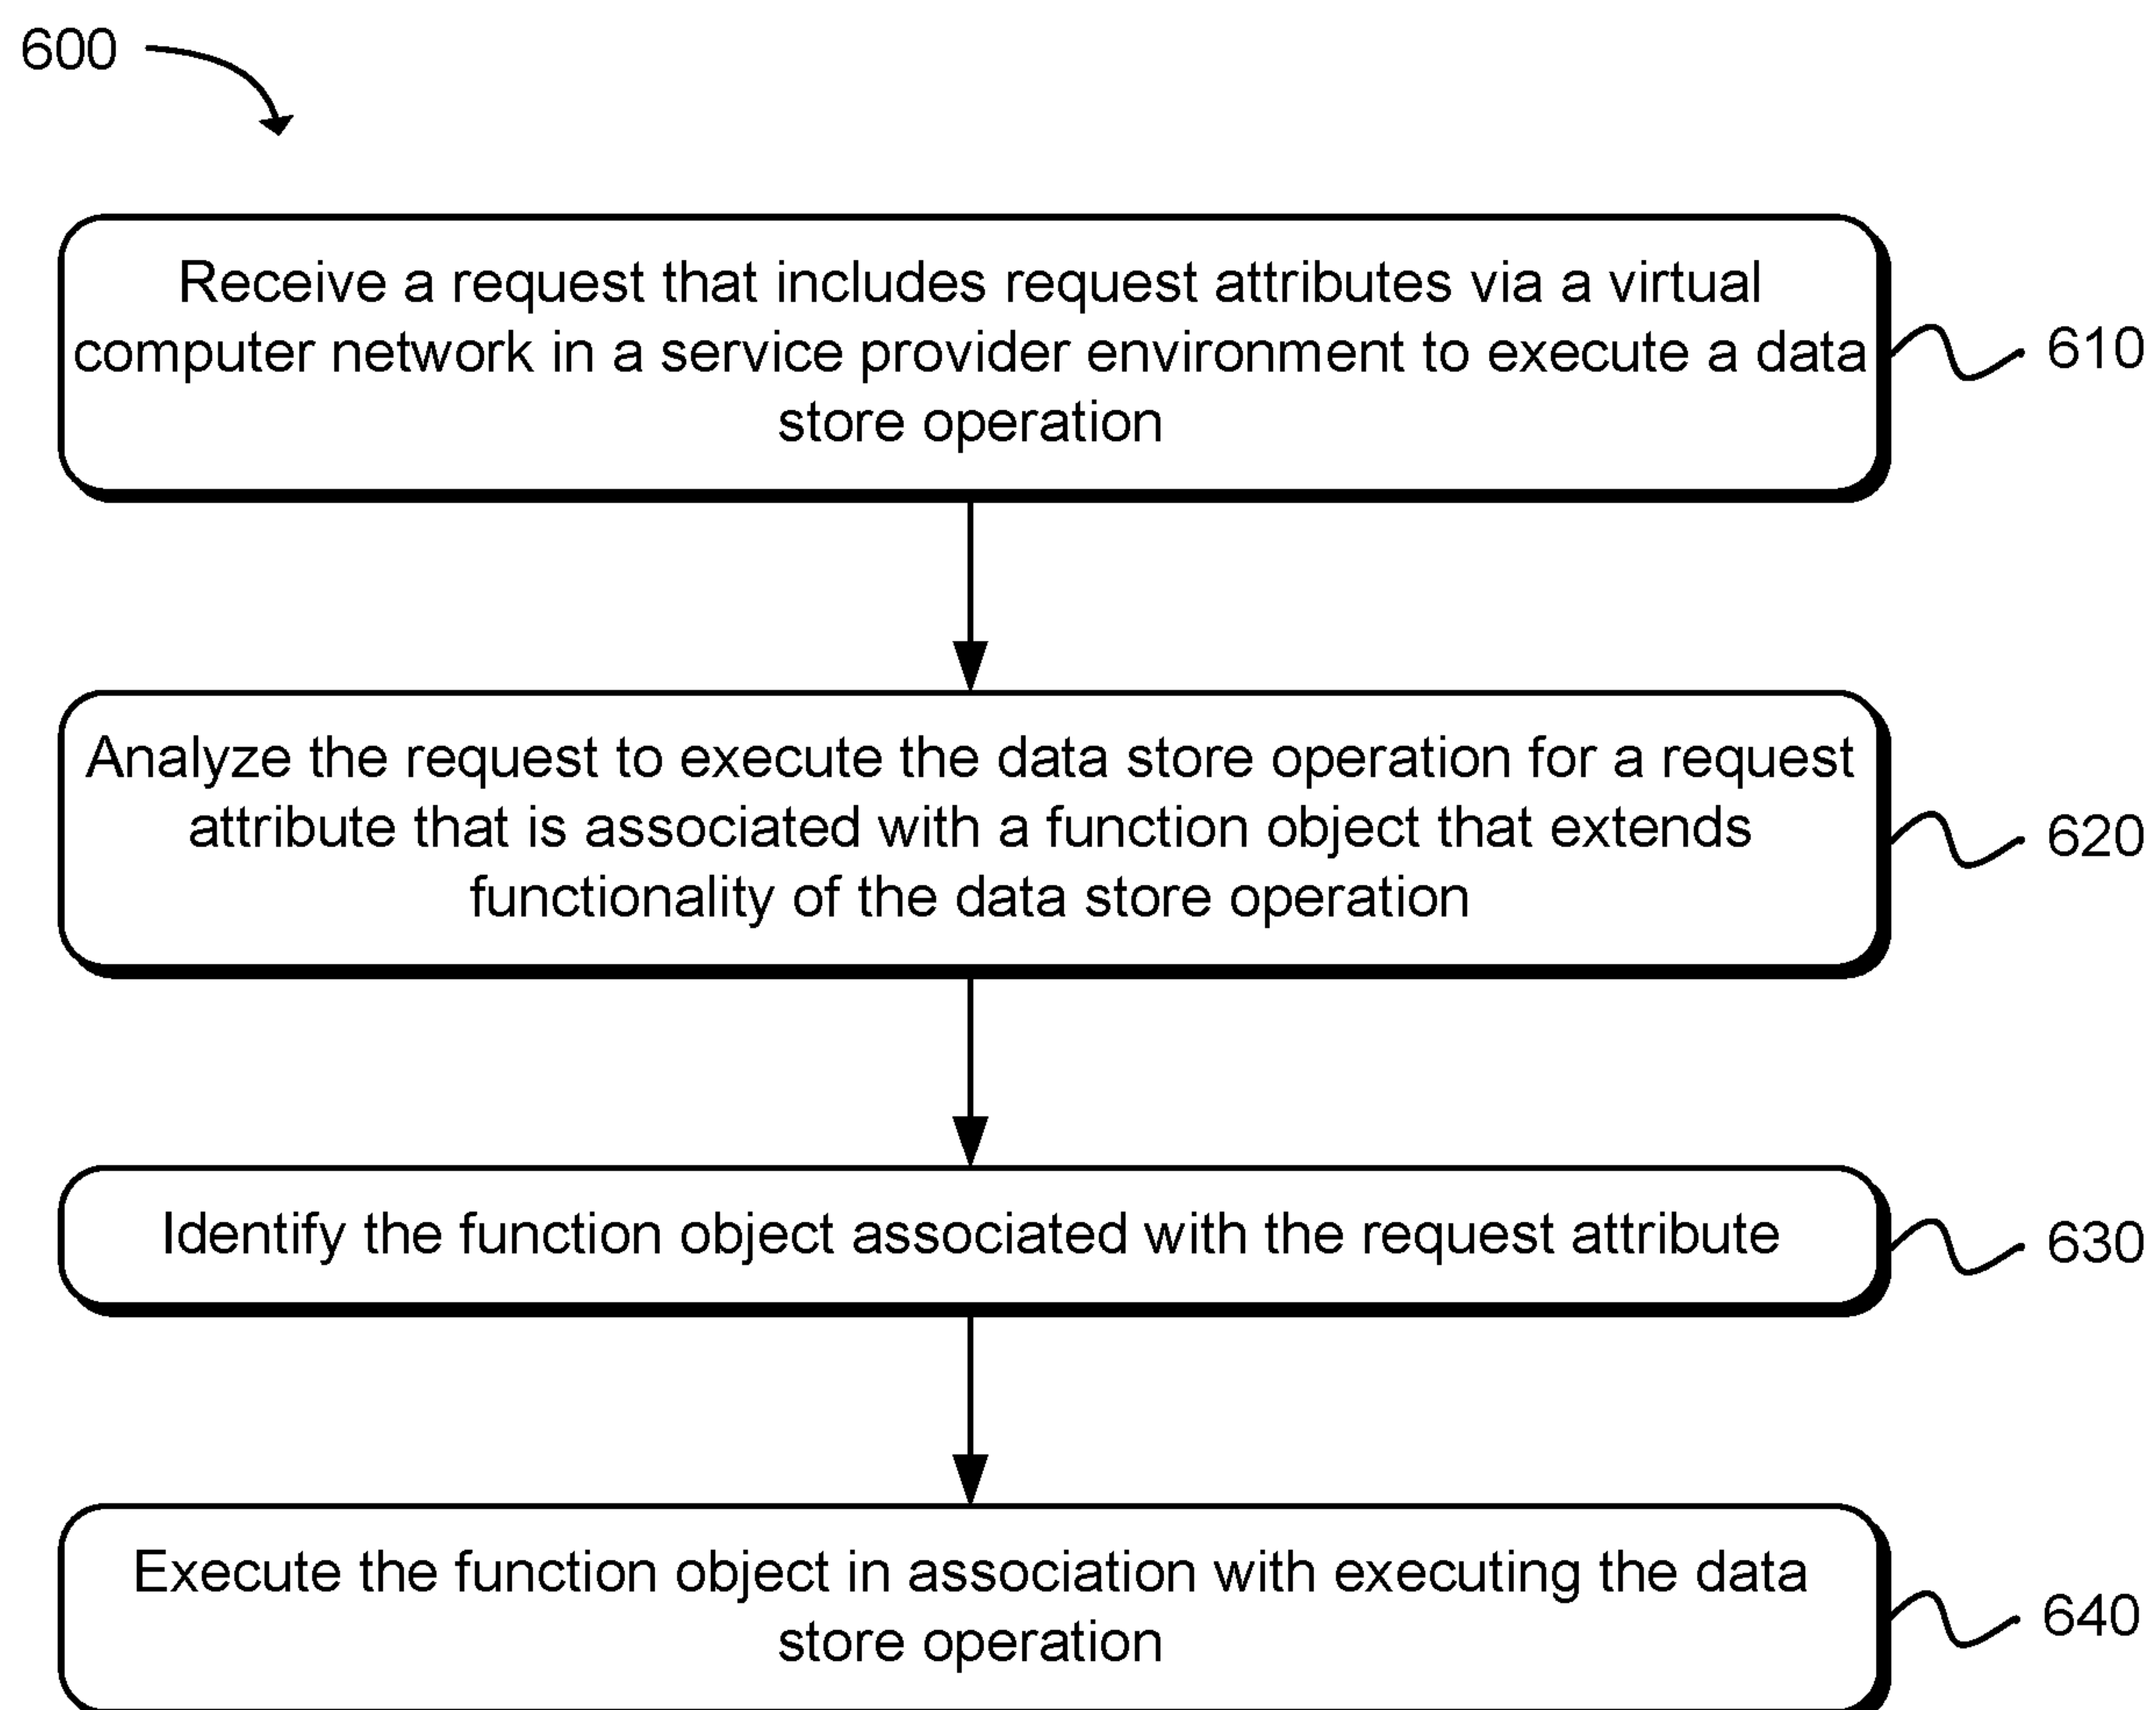 600
Receive a request that includes request attributes via a virtual
computer network in a service provider environment to execute a data
store operation
610
Analyze the request to execute the data store operation for a request
attribute that is associated with a function object that extends
functionality of the data store operation
620
Identify the function object associated with the request attribute
630
Execute the function object in association with executing the data
store operation
640